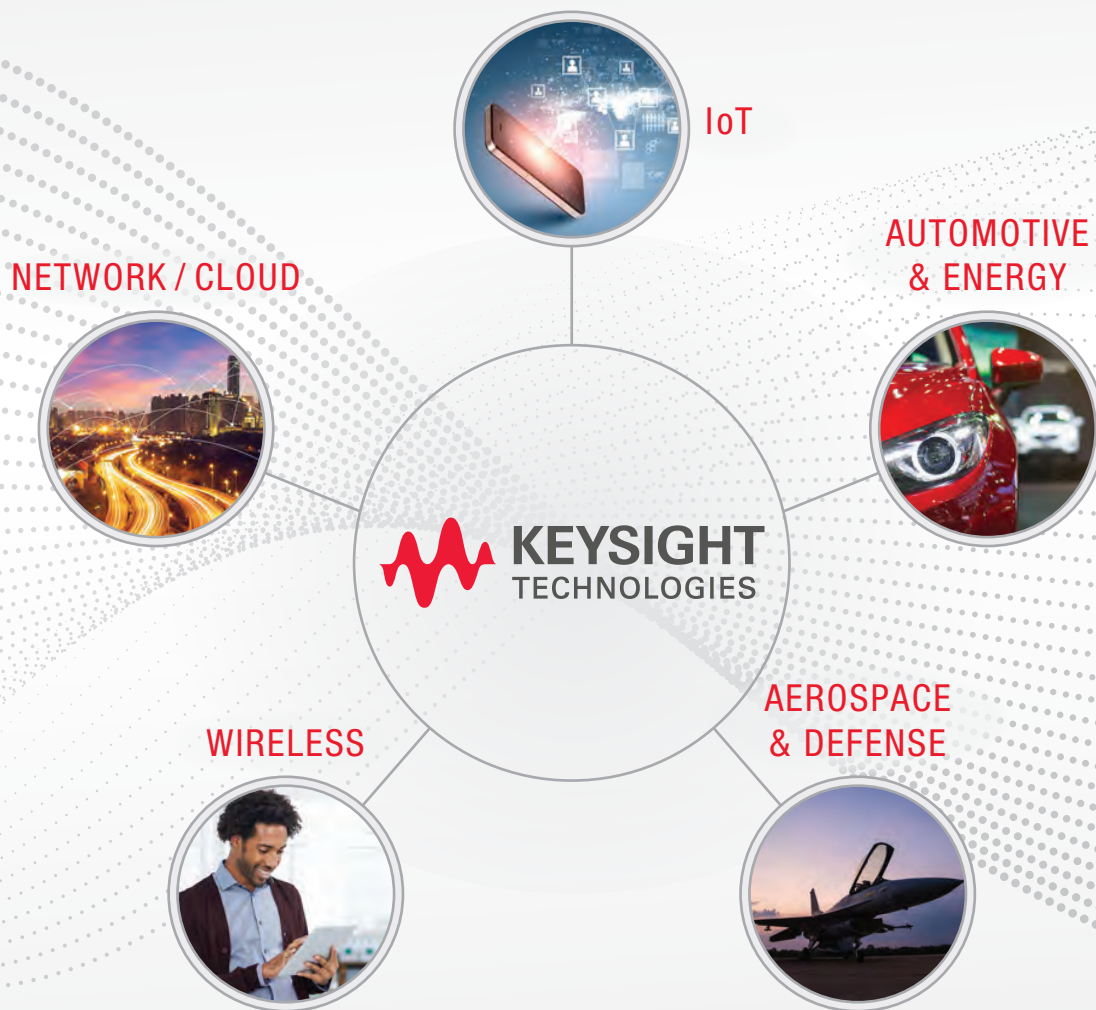 IoT
AUTOMOTIVE
& ENERGY
NETWORK / CLOUD
KEYSIGHT
TECHNOLOGIES
AEROSPACE
& DEFENSE
WIRELESS